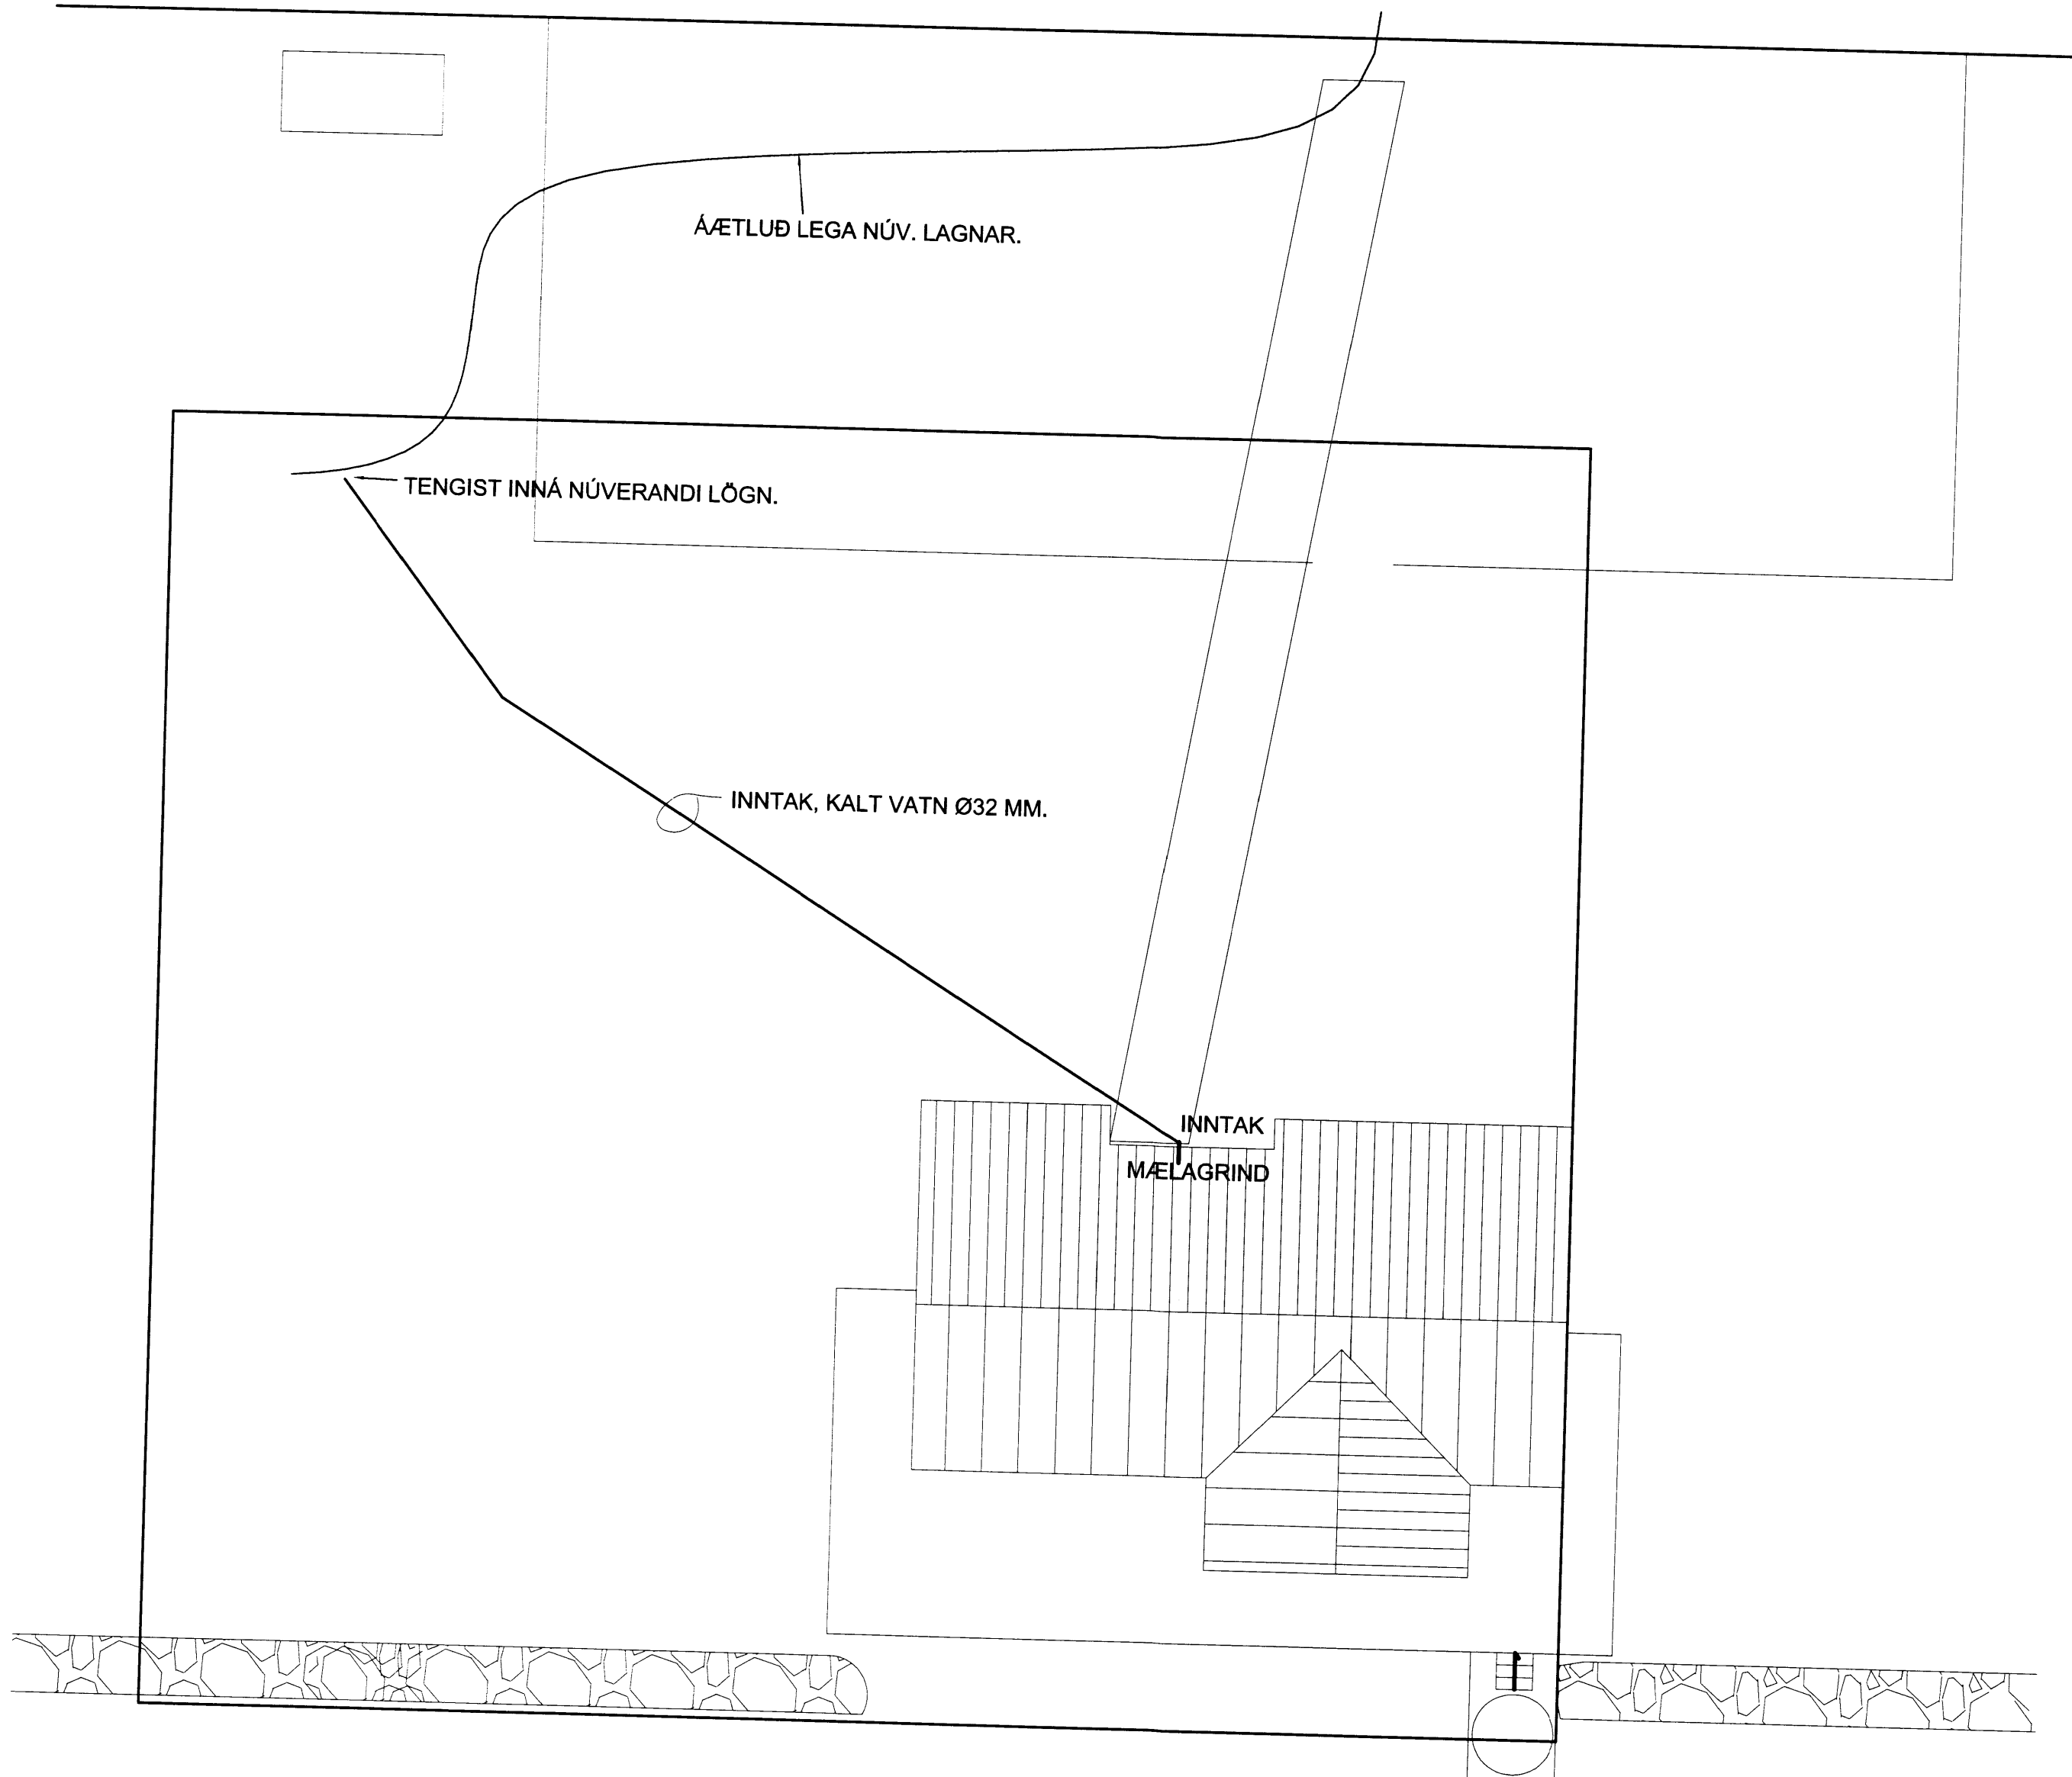 ÁÆTLUÐ LEGA NÚV. LAGNAR.
TENGIST INNÁ NÚVERANDI LÖGN.
INNTAK, KALT VATN Ø32 MM.
INNTAK
MÆLAGRIND